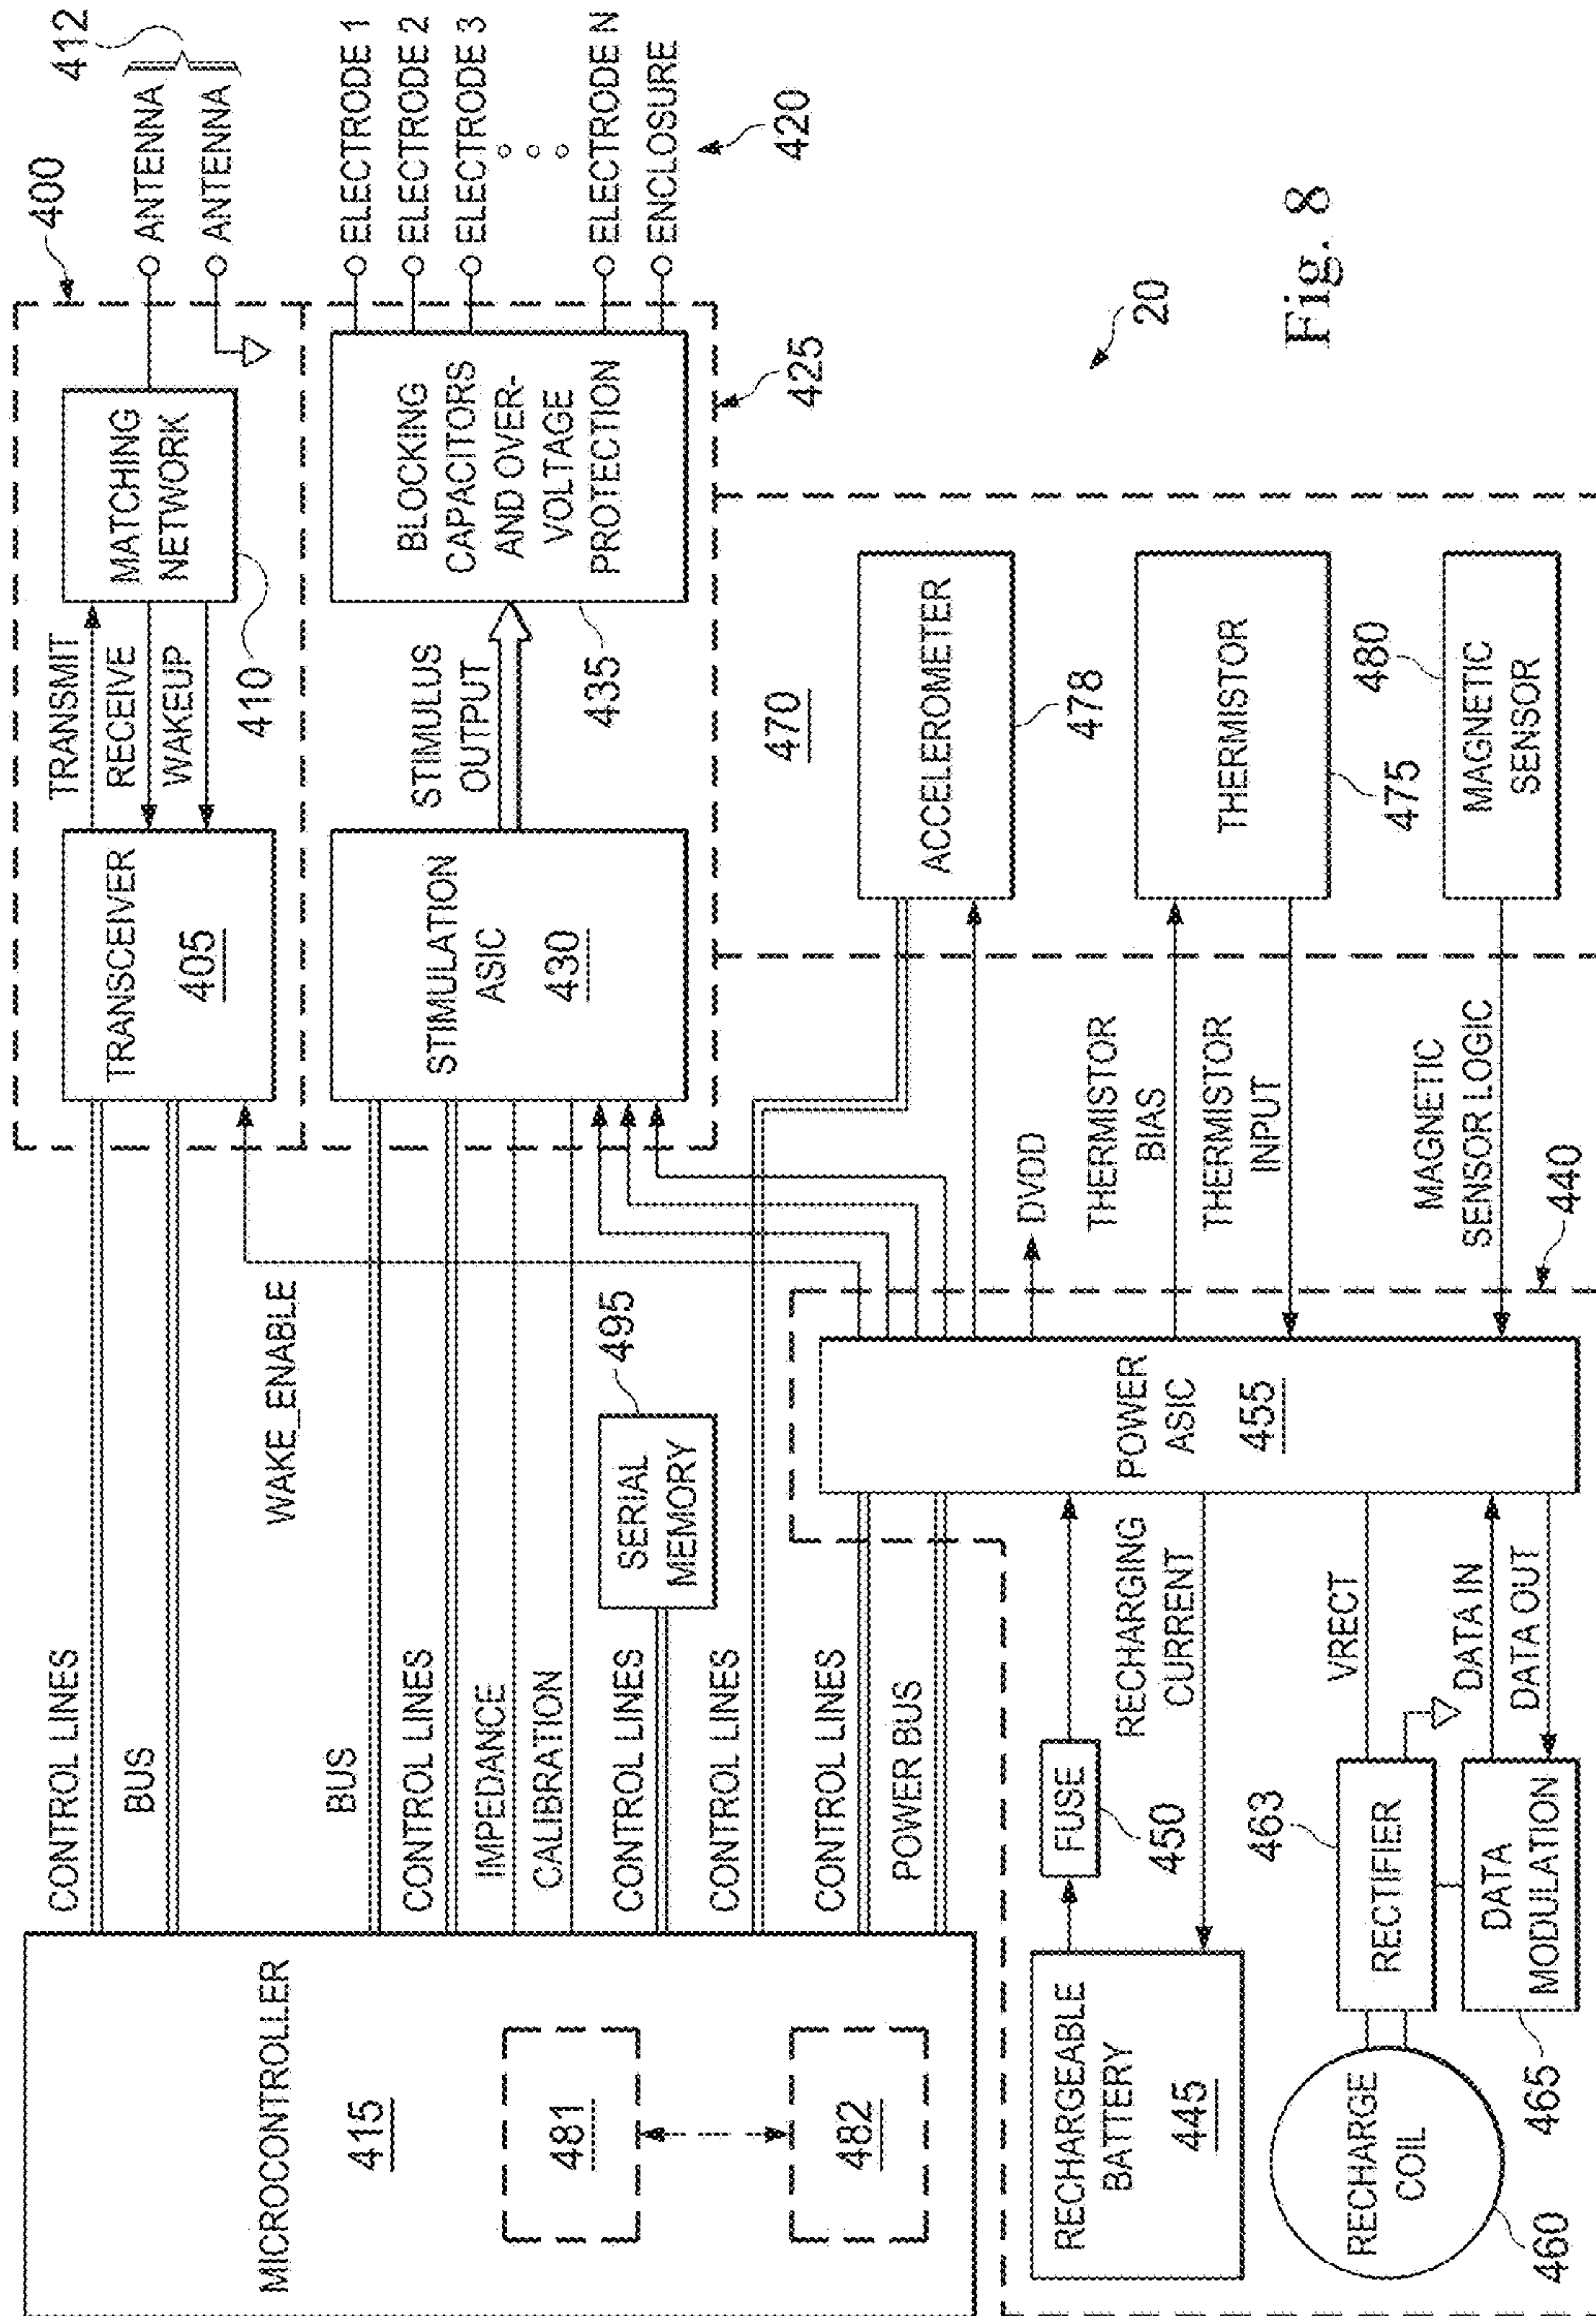 MICROCONTROLLER
415
481
482
CONTROL LINES
BUS
WAKE_ENABLE
BUS
CONTROL LINES
IMPEDANCE
CALIBRATION
CONTROL LINES
SERIAL
MEMORY
495
CONTROL LINES
CONTROL LINES
POWER BUS
400
TRANSCEIVER
405
TRANSMIT
RECEIVE
WAKEUP
MATCHING
NETWORK
410
ANTENNA
ANTENNA
412
STIMULATION
ASIC
430
STIMULUS
OUTPUT
BLOCKING
CAPACITORS
AND OVER-
VOLTAGE
PROTECTION
435
425
ELECTRODE 1
ELECTRODE 2
ELECTRODE 3
ELECTRODE N
ENCLOSURE
420
RECHARGEABLE
BATTERY
445
FUSE
450
RECHARGING
CURRENT
RECHARGE
COIL
460
RECTIFIER
463
VRECT
DATA
MODULATION
465
DATA IN
DATA OUT
POWER
ASIC
455
440
DVDD
THERMISTOR
BIAS
THERMISTOR
INPUT
MAGNETIC
SENSOR LOGIC
470
ACCELEROMETER
478
THERMISTOR
475
MAGNETIC
SENSOR
480
20
Fig. 8